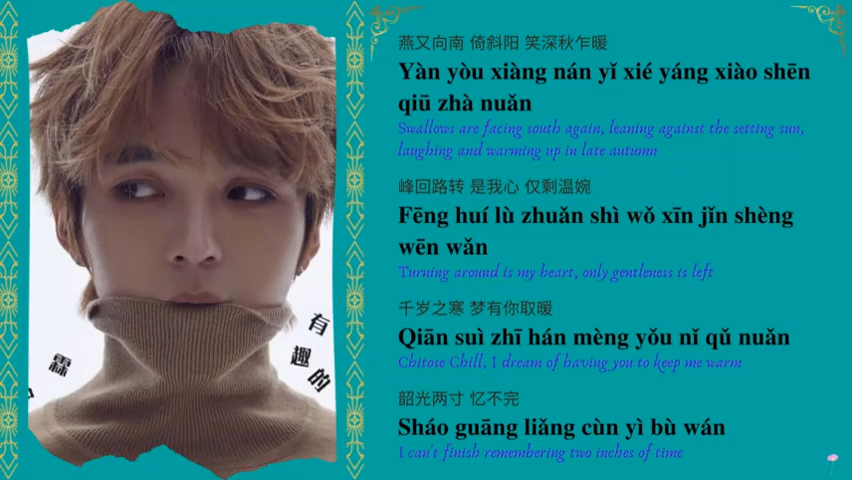 燕又向南 倚斜阳 笑深秋乍暖
Yàn yòu xiàng nán yǐ xié yáng xiào shēn
qiū zhà nuǎn
Swallows are facing south again, leaning against the setting sun,
laughing and warming up in late autumn
峰回路转 是我心 仅剩温婉
Fēng huí lù zhuǎn shì wǒ xīn jǐn shèng
wēn wǎn
Turning around is my heart, only gentleness is left
千岁之寒 梦有你取暖
Qiān suì zhī hán mèng yǒu nǐ qǔ nuǎn
Chitose Chill, I dream of having you to keep me warm
韶光两寸 忆不完
Sháo guāng liǎng cùn yì bù wán
I can't finish remembering two inches of time
有趣的
霖